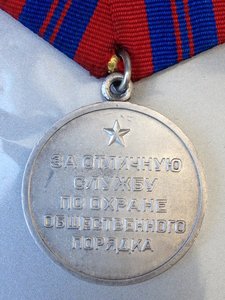 ЗА ОТЛИЧНУЮ
СЛУЖБУ
ПО ОХРАНЕ
ОБЩЕСТВЕННОГО
ПОРЯДКА